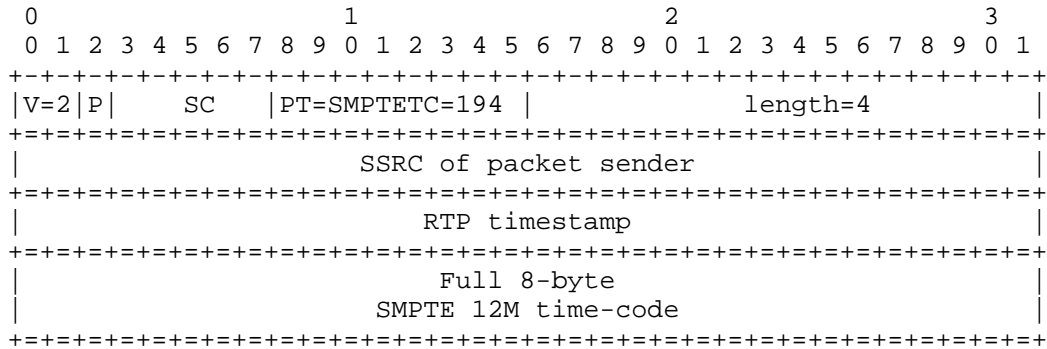 0                   1                   2                   3
 0 1 2 3 4 5 6 7 8 9 0 1 2 3 4 5 6 7 8 9 0 1 2 3 4 5 6 7 8 9 0 1
+-+-+-+-+-+-+-+-+-+-+-+-+-+-+-+-+-+-+-+-+-+-+-+-+-+-+-+-+-+-+-+-+
|V=2|P|    SC   |PT=SMPTETC=194 |             length=4          |
+=+=+=+=+=+=+=+=+=+=+=+=+=+=+=+=+=+=+=+=+=+=+=+=+=+=+=+=+=+=+=+=+
|                     SSRC of packet sender                     |
+=+=+=+=+=+=+=+=+=+=+=+=+=+=+=+=+=+=+=+=+=+=+=+=+=+=+=+=+=+=+=+=+
|                         RTP timestamp                         |
+=+=+=+=+=+=+=+=+=+=+=+=+=+=+=+=+=+=+=+=+=+=+=+=+=+=+=+=+=+=+=+=+
|                          Full 8-byte                          |
|                      SMPTE 12M time-code                      |
+=+=+=+=+=+=+=+=+=+=+=+=+=+=+=+=+=+=+=+=+=+=+=+=+=+=+=+=+=+=+=+=+